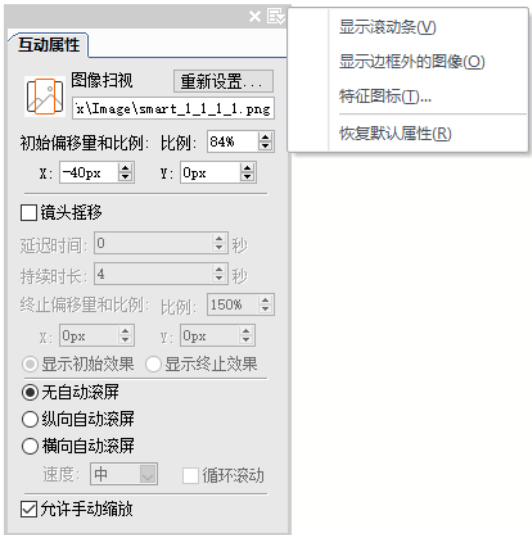 互动属性
图像扫视 重新设置...
x\Image\smart_1_1_1_1.png
初始偏移量和比例: 比例: 84%
X: -40px Y: 0px
镜头摇移
延迟时间: 0 秒
持续时长: 4 秒
终止偏移量和比例: 比例: 150%
X: 0px Y: 0px
显示初始效果 显示终止效果
无自动滚屏
纵向自动滚屏
横向自动滚屏
速度: 中 循环滚动
允许手动缩放
显示滚动条(V)
显示边框外的图像(O)
特征图标(T)...
恢复默认属性(R)